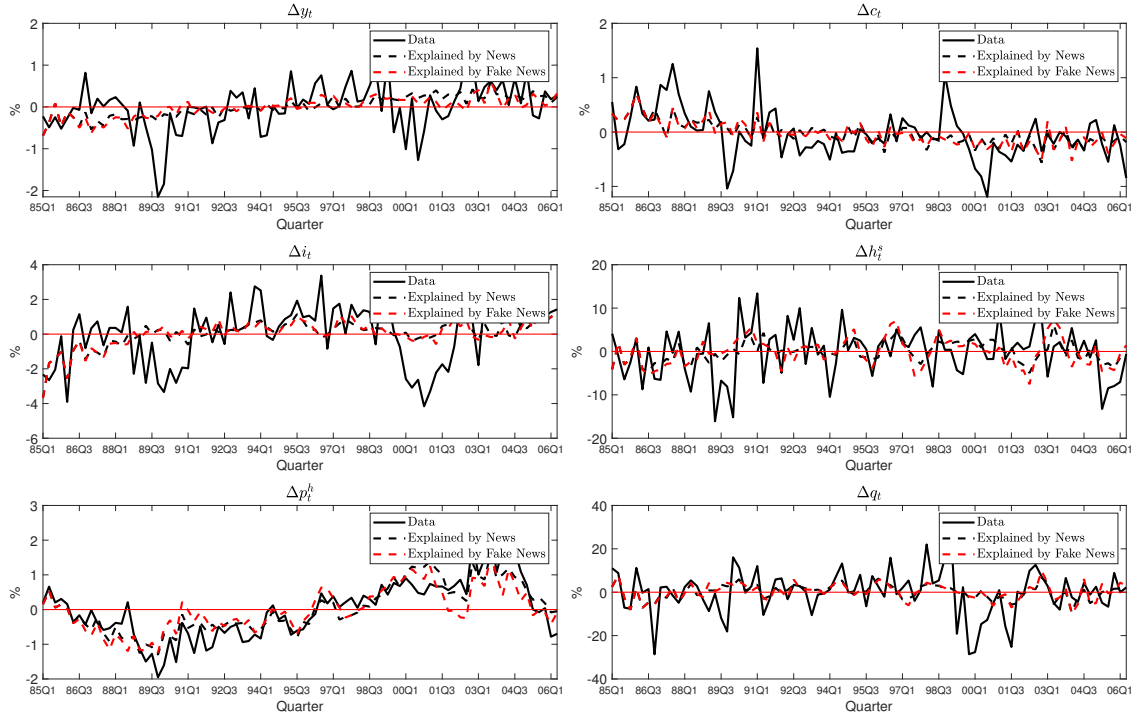 Δy_t
2
1
0
-1
-2
%
Data
Explained by News
Explained by Fake News
85Q1 86Q3 88Q1 89Q3 91Q1 92Q3 94Q1 95Q3 97Q1 98Q3 00Q1 01Q3 03Q1 04Q3 06Q1
Quarter
Δc_t
2
1
0
-1
%
Data
Explained by News
Explained by Fake News
85Q1 86Q3 88Q1 89Q3 91Q1 92Q3 94Q1 95Q3 97Q1 98Q3 00Q1 01Q3 03Q1 04Q3 06Q1
Quarter
Δi_t
4
2
0
-2
-4
-6
%
Data
Explained by News
Explained by Fake News
85Q1 86Q3 88Q1 89Q3 91Q1 92Q3 94Q1 95Q3 97Q1 98Q3 00Q1 01Q3 03Q1 04Q3 06Q1
Quarter
Δh_t^s
20
10
0
-10
-20
%
Data
Explained by News
Explained by Fake News
85Q1 86Q3 88Q1 89Q3 91Q1 92Q3 94Q1 95Q3 97Q1 98Q3 00Q1 01Q3 03Q1 04Q3 06Q1
Quarter
Δp_t^h
3
2
1
0
-1
-2
%
Data
Explained by News
Explained by Fake News
85Q1 86Q3 88Q1 89Q3 91Q1 92Q3 94Q1 95Q3 97Q1 98Q3 00Q1 01Q3 03Q1 04Q3 06Q1
Quarter
Δq_t
40
20
0
-20
-40
%
Data
Explained by News
Explained by Fake News
85Q1 86Q3 88Q1 89Q3 91Q1 92Q3 94Q1 95Q3 97Q1 98Q3 00Q1 01Q3 03Q1 04Q3 06Q1
Quarter